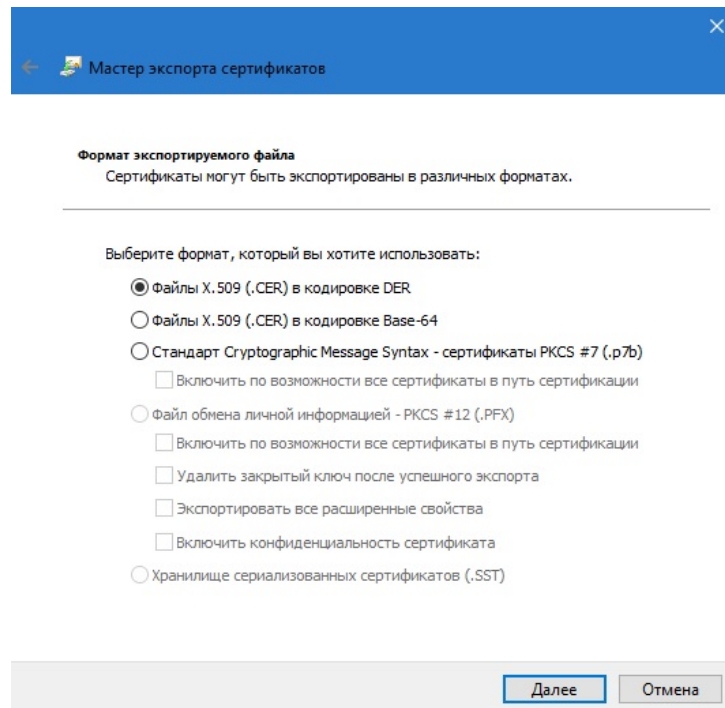 Мастер экспорта сертификатов
Формат экспортируемого файла
Сертификаты могут быть экспортированы в различных форматах.
Выберите формат, который вы хотите использовать:
Файлы X.509 (.CER) в кодировке DER
Файлы X.509 (.CER) в кодировке Base-64
Стандарт Cryptographic Message Syntax - сертификаты PKCS #7 (.p7b)
Включить по возможности все сертификаты в путь сертификации
Файл обмена личной информацией - PKCS #12 (.PFX)
Включить по возможности все сертификаты в путь сертификации
Удалить закрытый ключ после успешного экспорта
Экспортировать все расширенные свойства
Включить конфиденциальность сертификата
Хранилище сериализованных сертификатов (.SST)
Далее
Отмена